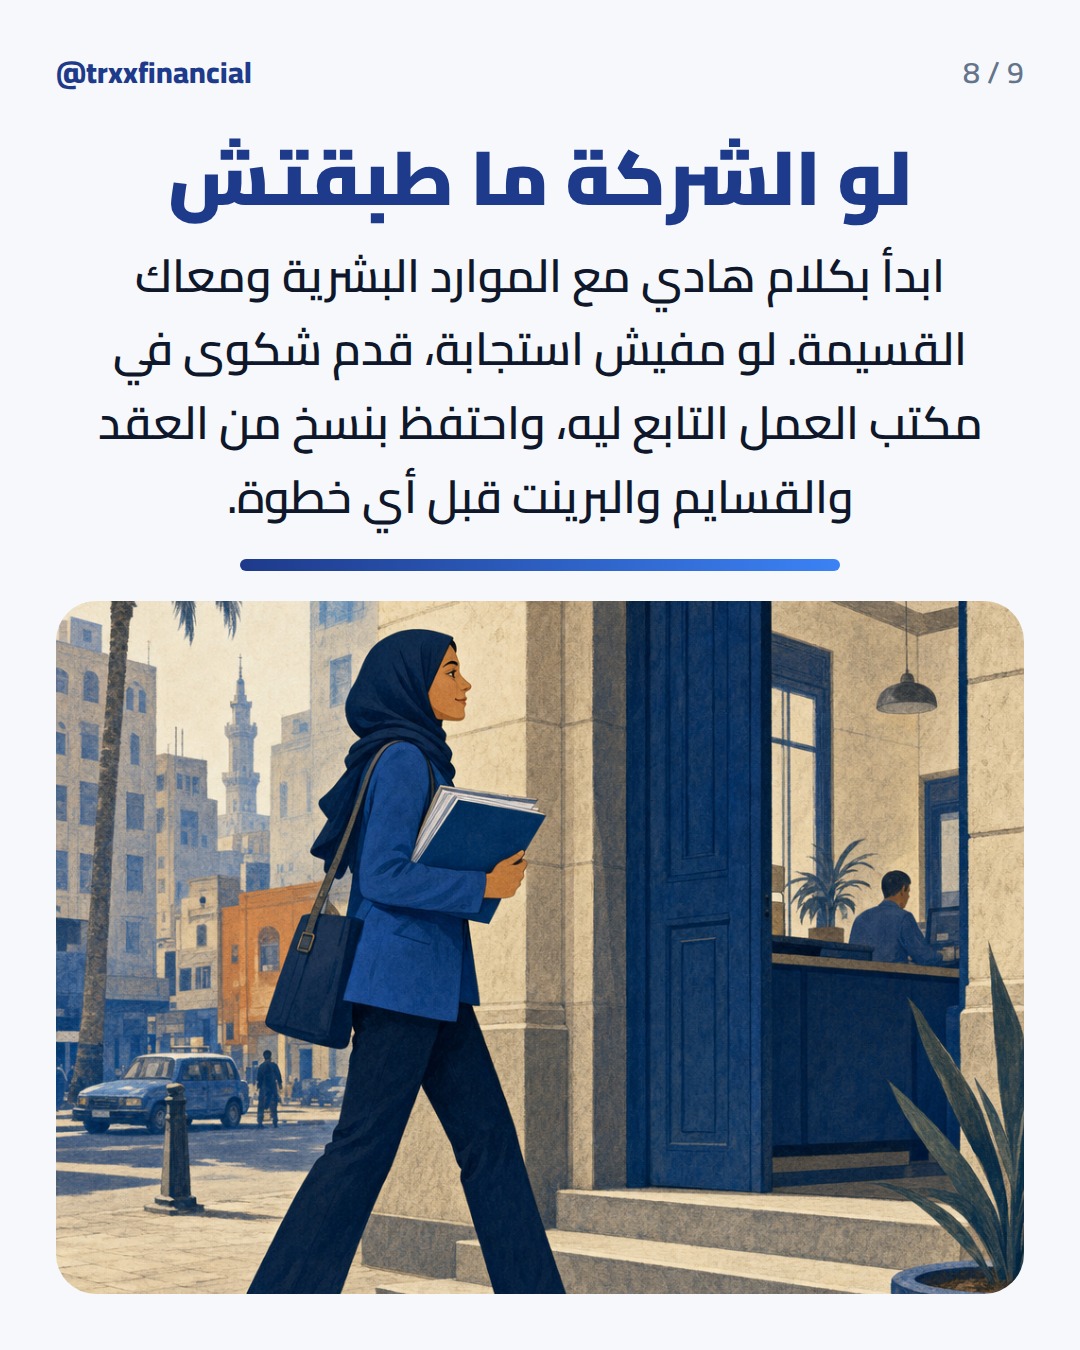 @trxxfinancial
8 / 9
لو الشركة ما طبقتش
ابدأ بكلام هادي مع الموارد البشرية ومعاك
القسيمة. لو مفيش استجابة، قدم شكوى في
مكتب العمل التابع ليه، واحتفظ بنسخ من العقد
والقسايم والبرينت قبل أي خطوة.